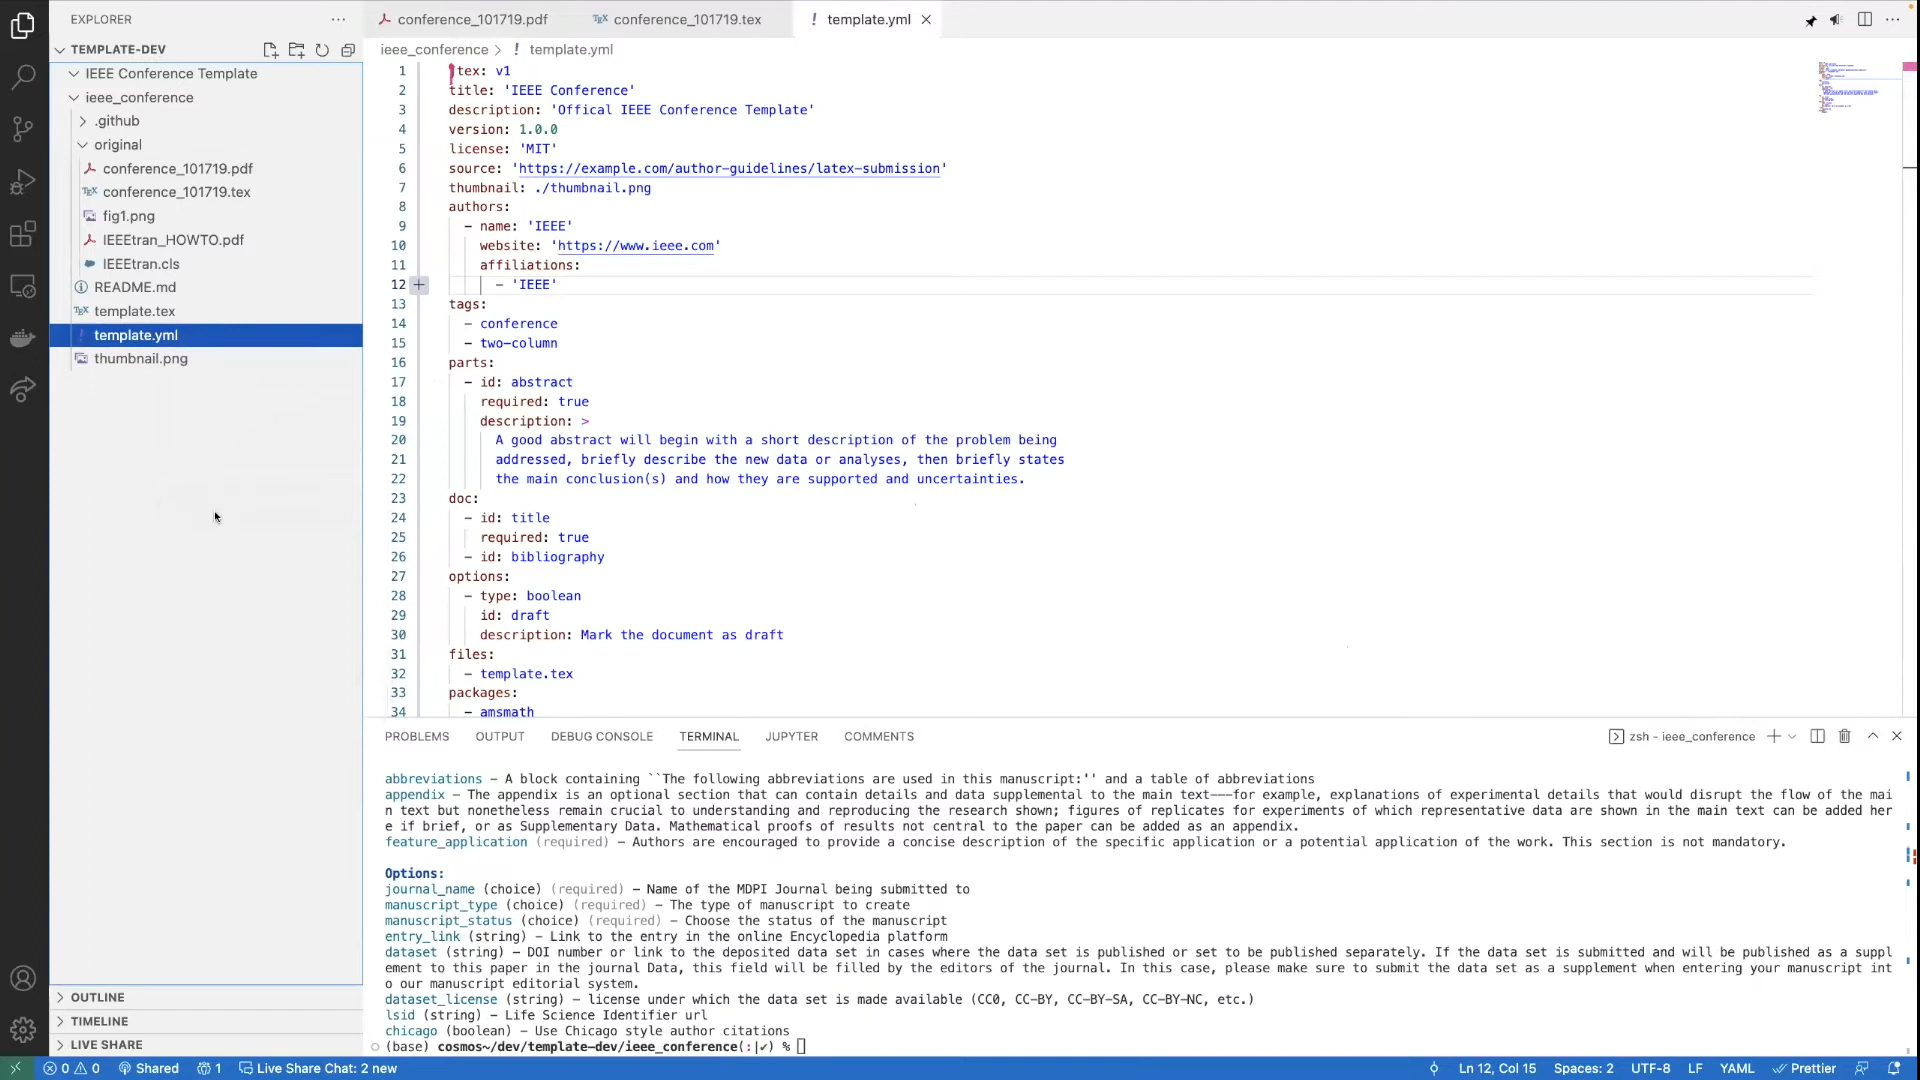 EXPLORER
TEMPLATE-DEV
IEEE Conference Template
ieee_conference
.github
original
conference_101719.pdf
TEX conference_101719.tex
fig1.png
IEEEtran_HOWTO.pdf
IEEEtran.cls
README.md
TEX template.tex
! template.yml
thumbnail.png
OUTLINE
TIMELINE
LIVE SHARE
conference_101719.pdf TEX conference_101719.tex ! template.yml
ieee_conference > ! template.yml
1 jtex: v1
2 title: 'IEEE Conference'
3 description: 'Offical IEEE Conference Template'
4 version: 1.0.0
5 license: 'MIT'
6 source: 'https://example.com/author-guidelines/latex-submission'
7 thumbnail: ./thumbnail.png
8 authors:
9 - name: 'IEEE'
10 website: 'https://www.ieee.com'
11 affiliations:
12 - 'IEEE'
13 tags:
14 - conference
15 - two-column
16 parts:
17 - id: abstract
18 required: true
19 description: >
20 A good abstract will begin with a short description of the problem being
21 addressed, briefly describe the new data or analyses, then briefly states
22 the main conclusion(s) and how they are supported and uncertainties.
23 doc:
24 - id: title
25 required: true
26 - id: bibliography
27 options:
28 - type: boolean
29 id: draft
30 description: Mark the document as draft
31 files:
32 - template.tex
33 packages:
34 - amsmath
PROBLEMS OUTPUT DEBUG CONSOLE TERMINAL JUPYTER COMMENTS zsh - ieee_conference
abbreviations - A block containing ``The following abbreviations are used in this manuscript:'' and a table of abbreviations
appendix - The appendix is an optional section that can contain details and data supplemental to the main text---for example, explanations of experimental details that would disrupt the flow of the mai
n text but nonetheless remain crucial to understanding and reproducing the research shown; figures of replicates for experiments of which representative data are shown in the main text can be added her
e if brief, or as Supplementary Data. Mathematical proofs of results not central to the paper can be added as an appendix.
feature_application (required) - Authors are encouraged to provide a concise description of the specific application or a potential application of the work. This section is not mandatory.
Options:
journal_name (choice) (required) - Name of the MDPI Journal being submitted to
manuscript_type (choice) (required) - The type of manuscript to create
manuscript_status (choice) (required) - Choose the status of the manuscript
entry_link (string) - Link to the entry in the online Encyclopedia platform
dataset (string) - DOI number or link to the deposited data set in cases where the data set is published or set to be published separately. If the data set is submitted and will be published as a suppl
ement to this paper in the journal Data, this field will be filled by the editors of the journal. In this case, please make sure to submit the data set as a supplement when entering your manuscript int
o our manuscript editorial system.
dataset_license (string) - license under which the data set is made available (CC0, CC-BY, CC-BY-SA, CC-BY-NC, etc.)
lsid (string) - Life Science Identifier url
chicago (boolean) - Use Chicago style author citations
(base) cosmos~/dev/template-dev/ieee_conference(:|✔) %
0 0 Shared 1 Live Share Chat: 2 new Ln 12, Col 15 Spaces: 2 UTF-8 LF YAML Prettier